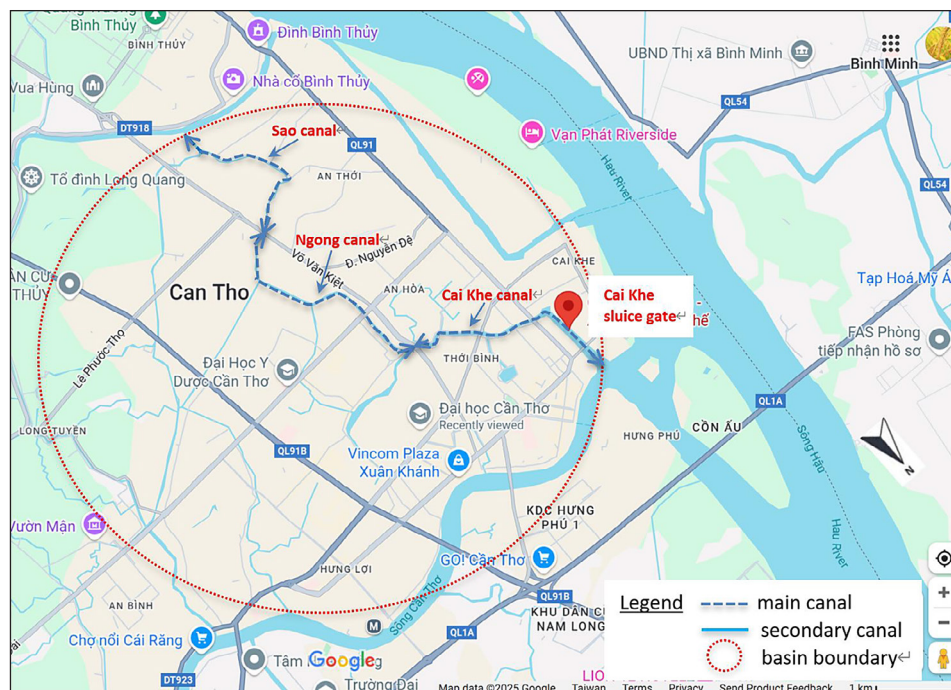 Quảng Trường
Bình Thủy
BÌNH THỦY
Đình Bình Thủy
Vua Hùng
Nhà cổ Bình Thủy
UBND Thị xã Bình Minh
Bình Minh
DT918
Sao canal
QL91
Vạn Phát Riverside
QL54
Hau River
QL54
Tổ đình Long Quang
AN THỚI
Ngong canal
Đ. Nguyễn Đệ
Võ Văn Kiệt
CAI KHE
THỦY
Can Tho
AN HÒA
Cai Khe canal
Cai Khe
sluice gate
Tạp Hoá Mỹ
FAS Phòng
tiếp nhận hồ sơ
Lê Phước Thọ
THỚI BÌNH
Đại Học Y
Dược Cần Thơ
Đại học Cần Thơ
Recently viewed
QL1A
CỒN ẤU
HƯNG PHÚ
LONG TUYỀN
QL91B
Vincom Plaza
Xuân Khánh
Sông Hậu
N
Vườn Mận
KDC HƯNG
PHÚ 1
Hau River
GO! Cần Thơ
HƯNG LỢI
Sông Cần Thơ
QL91B
AN BÌNH
KHU DÂN
NAM LONG
Legend
main canal
secondary canal
basin boundary
Chợ nổi Cái Răng
M
QL1A
Google
DT923
Trường Đại
Map data ©2025 Google
Taiwan
Terms
Privacy
Send Product Feedback
1 km